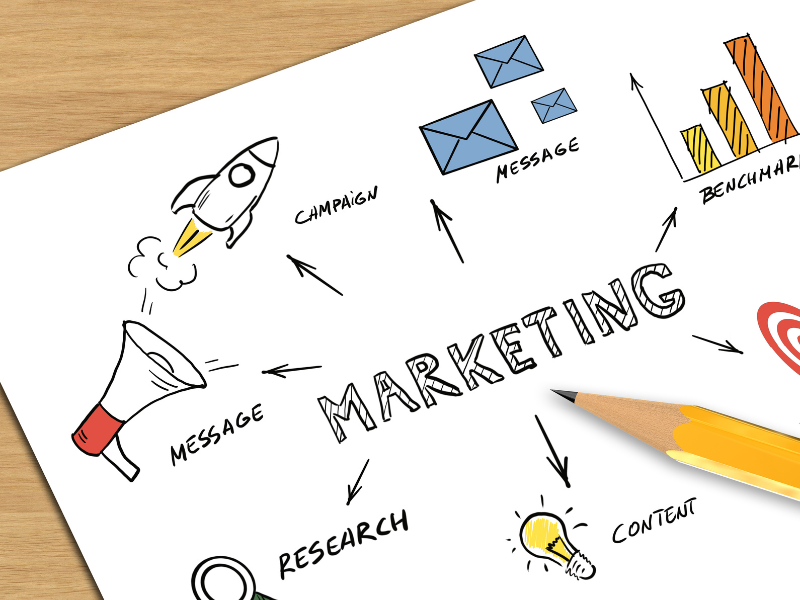 MESSAGE
CAMPAiGN
BENCHMAR
MARKETING
MESSAGE
RESEARCH
CONTENT